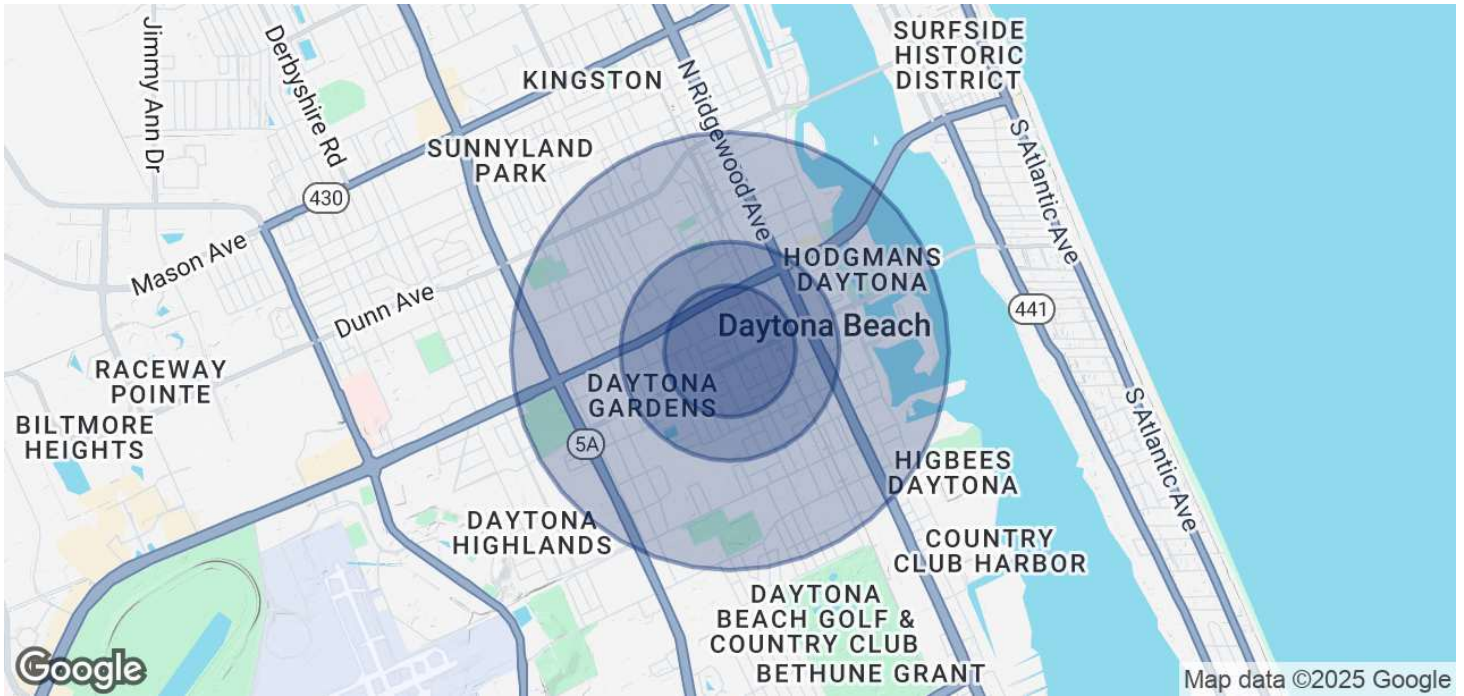 Jimmy Ann Dr
Derbyshire Rd
KINGSTON
N Ridgewood Ave
SURFSIDE
HISTORIC
DISTRICT
S Atlantic Ave
SUNNYLAND
PARK
430
Mason Ave
Dunn Ave
HODGMANS
DAYTONA
Daytona Beach
441
RACEWAY
POINTE
BILTMORE
HEIGHTS
DAYTONA
GARDENS
5A
S Atlantic Ave
HIGBEES
DAYTONA
DAYTONA
HIGHLANDS
COUNTRY
CLUB HARBOR
DAYTONA
BEACH GOLF &
COUNTRY CLUB
BETHUNE GRANT
Google
Map data ©2025 Google